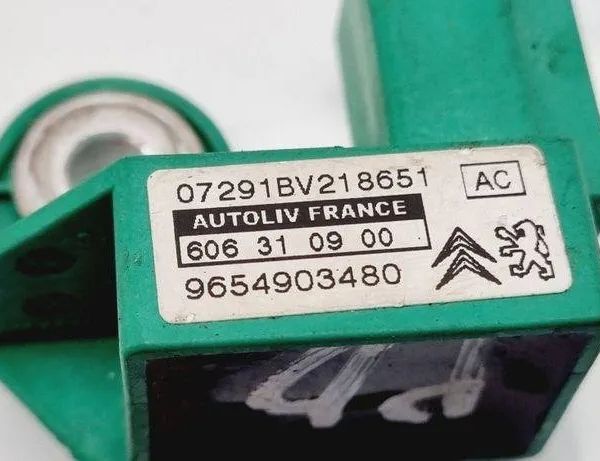 07291BV218651 AC
AUTOLIV FRANCE
606 31 09 00
9654903480